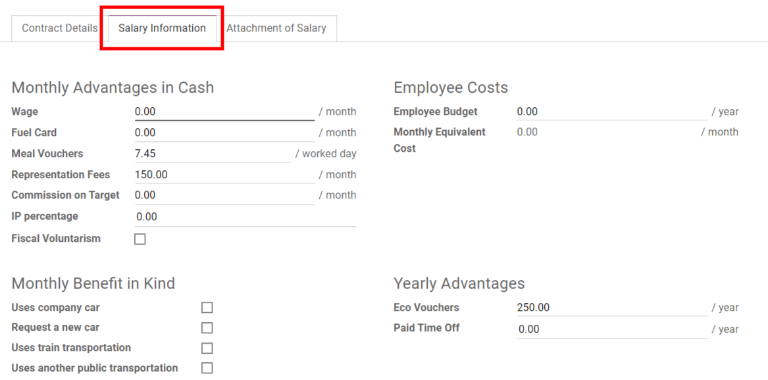 Contract Details
Salary Information
Attachment of Salary
Monthly Advantages in Cash
Wage 0.00 / month
Fuel Card 0.00 / month
Meal Vouchers 7.45 / worked day
Representation Fees 150.00 / month
Commission on Target 0.00 / month
IP percentage 0.00
Fiscal Voluntarism
Employee Costs
Employee Budget 0.00 / year
Monthly Equivalent 0.00 / month
Cost
Monthly Benefit in Kind
Uses company car
Request a new car
Uses train transportation
Uses another public transportation
Yearly Advantages
Eco Vouchers 250.00 / year
Paid Time Off 0.00 / year